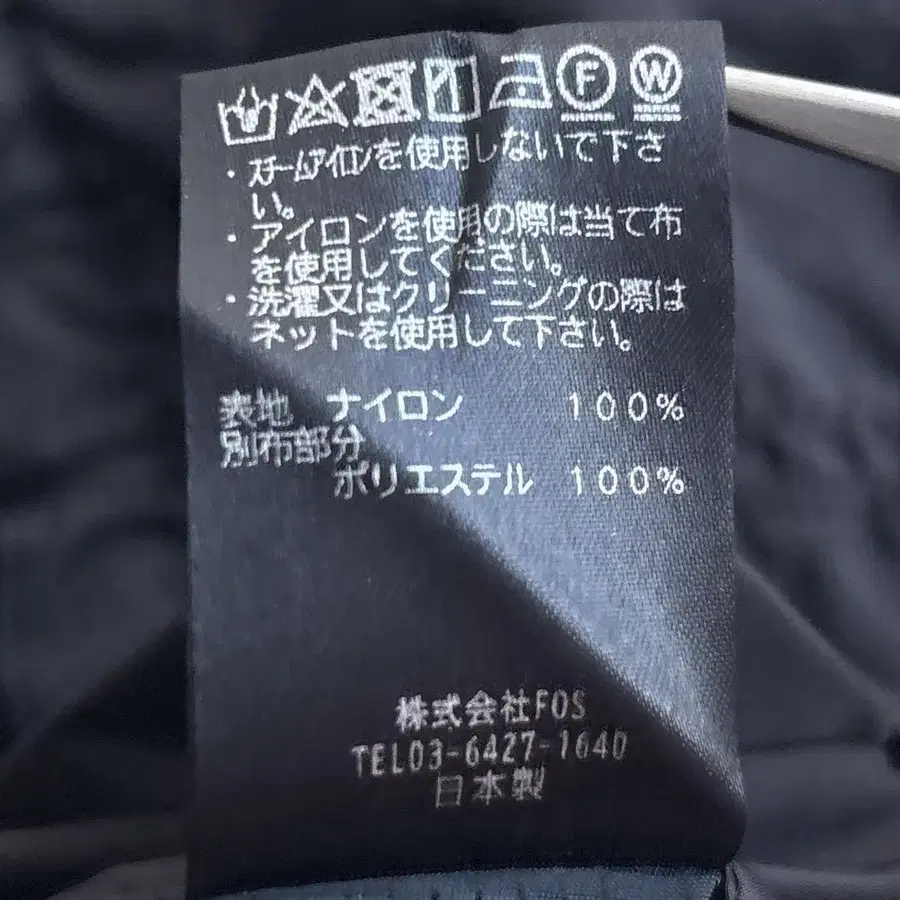 F W
・スチームアイロンを使用しないで下さ
い。
・アイロンを使用の際は当て布
を使用してください。
・洗濯又はクリーニングの際は
ネットを使用して下さい。
表地 ナイロン 100%
別布部分
ポリエステル 100%
株式会社FOS
TEL03-6427-1640
日本製